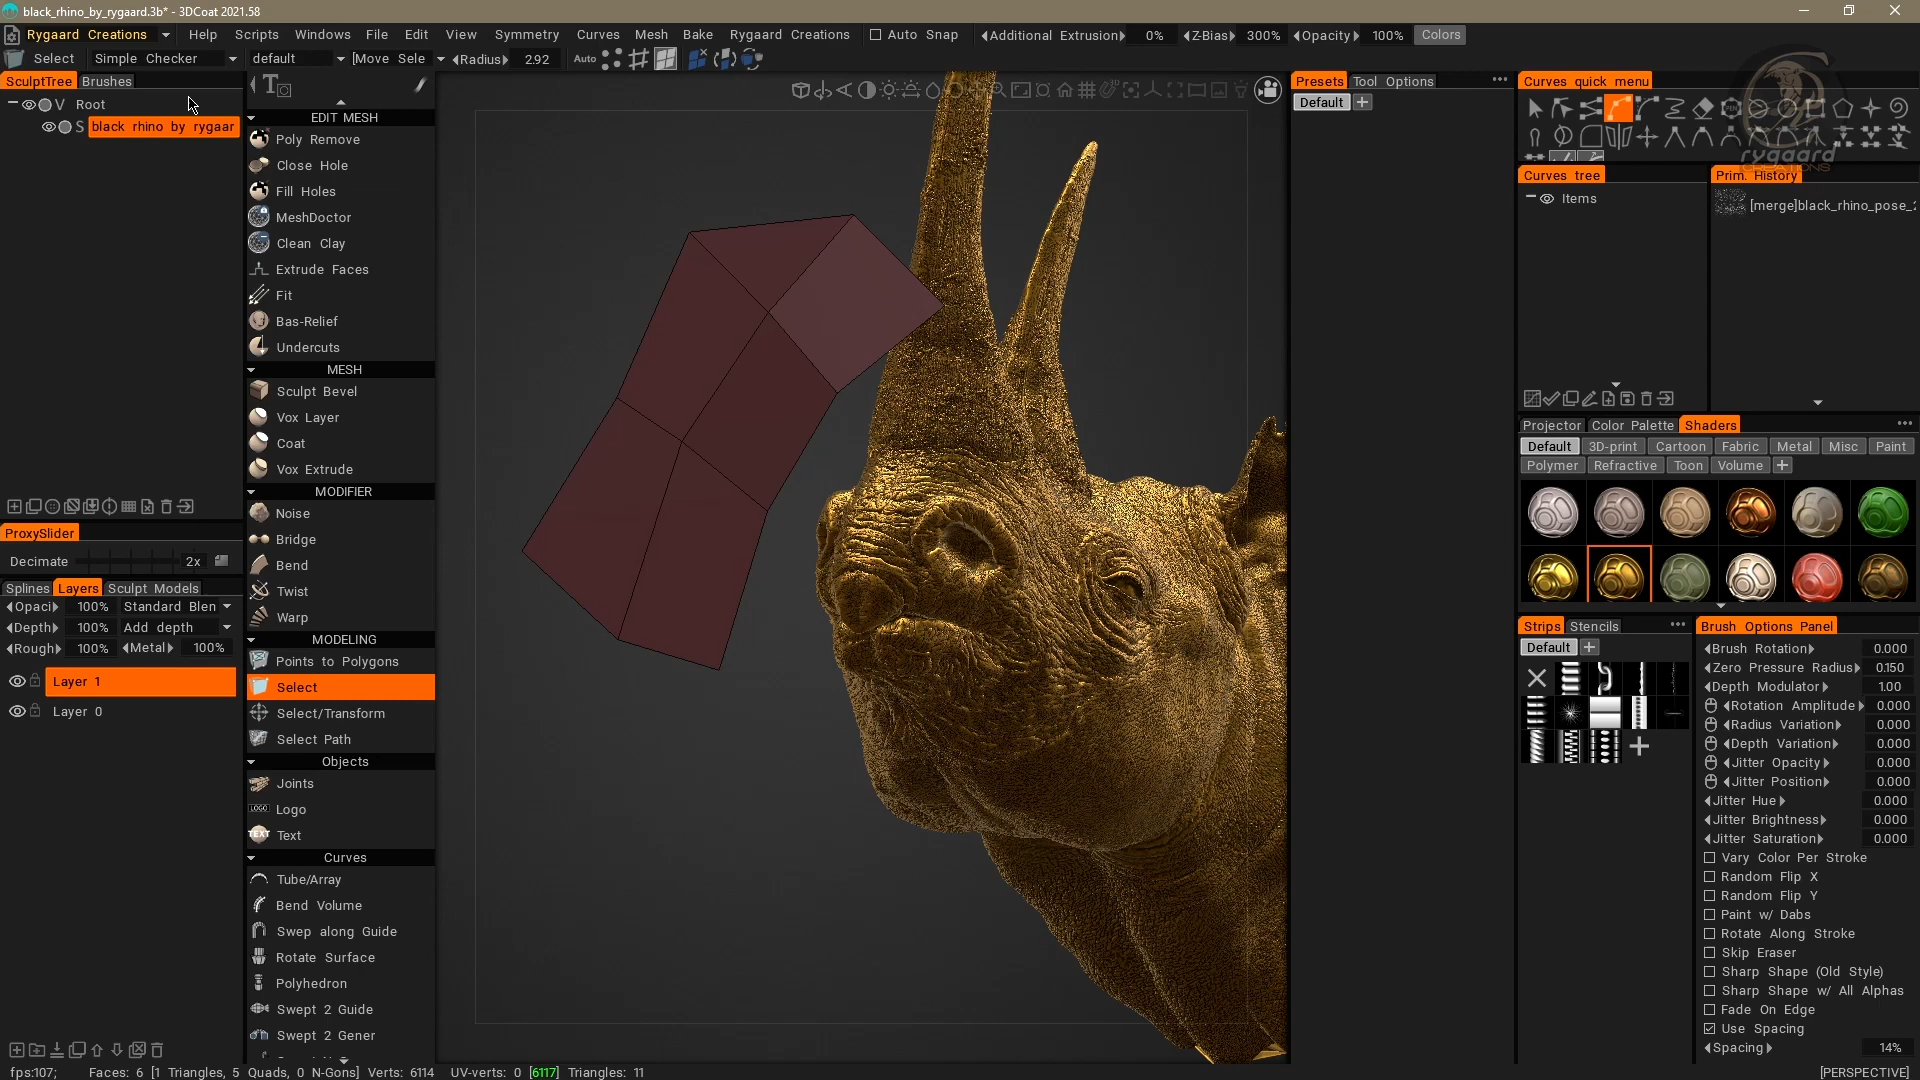 black_rhino_by_rygaard.3b* - 3DCoat 2021.58
Rygaard Creations Help Scripts Windows File Edit View Symmetry Curves Mesh Bake Rygaard Creations Auto Snap Additional Extrusion 0% Z-Bias 300% Opacity 100% Colors
Select Simple Checker default [Move Sele Radius 2.92 Auto
SculptTree Brushes
V Root
S black rhino by rygaar
ProxySlider
Decimate 2x
Splines Layers Sculpt Models
Opaci 100% Standard Blen
Depth 100% Add depth
Rough 100% Metal 100%
Layer 1
Layer 0
EDIT MESH
Poly Remove
Close Hole
Fill Holes
MeshDoctor
Clean Clay
Extrude Faces
Fit
Bas-Relief
Undercuts
MESH
Sculpt Bevel
Vox Layer
Coat
Vox Extrude
MODIFIER
Noise
Bridge
Bend
Twist
Warp
MODELING
Points to Polygons
Select
Select/Transform
Select Path
Objects
Joints
LOGO Logo
TEXT Text
Curves
Tube/Array
Bend Volume
Swep along Guide
Rotate Surface
Polyhedron
Swept 2 Guide
Swept 2 Gener
Presets Tool Options
Default
Curves quick menu
rygaard
CREATIONS
Curves tree
Items
Prim. History
[merge]black_rhino_pose_2
Projector Color Palette Shaders
Default 3D-print Cartoon Fabric Metal Misc Paint
Polymer Refractive Toon Volume
Strips Stencils
Default
Brush Options Panel
Brush Rotation 0.000
Zero Pressure Radius 0.150
Depth Modulator 1.00
Rotation Amplitude 0.000
Radius Variation 0.000
Depth Variation 0.000
Jitter Opacity 0.000
Jitter Position 0.000
Jitter Hue 0.000
Jitter Brightness 0.000
Jitter Saturation 0.000
Vary Color Per Stroke
Random Flip X
Random Flip Y
Paint w/ Dabs
Rotate Along Stroke
Skip Eraser
Sharp Shape (Old Style)
Sharp Shape w/ All Alphas
Fade On Edge
Use Spacing
Spacing 14%
fps:107; Faces: 6 [1 Triangles, 5 Quads, 0 N-Gons] Verts: 6114 UV-verts: 0 [6117] Triangles: 11 [PERSPECTIVE]